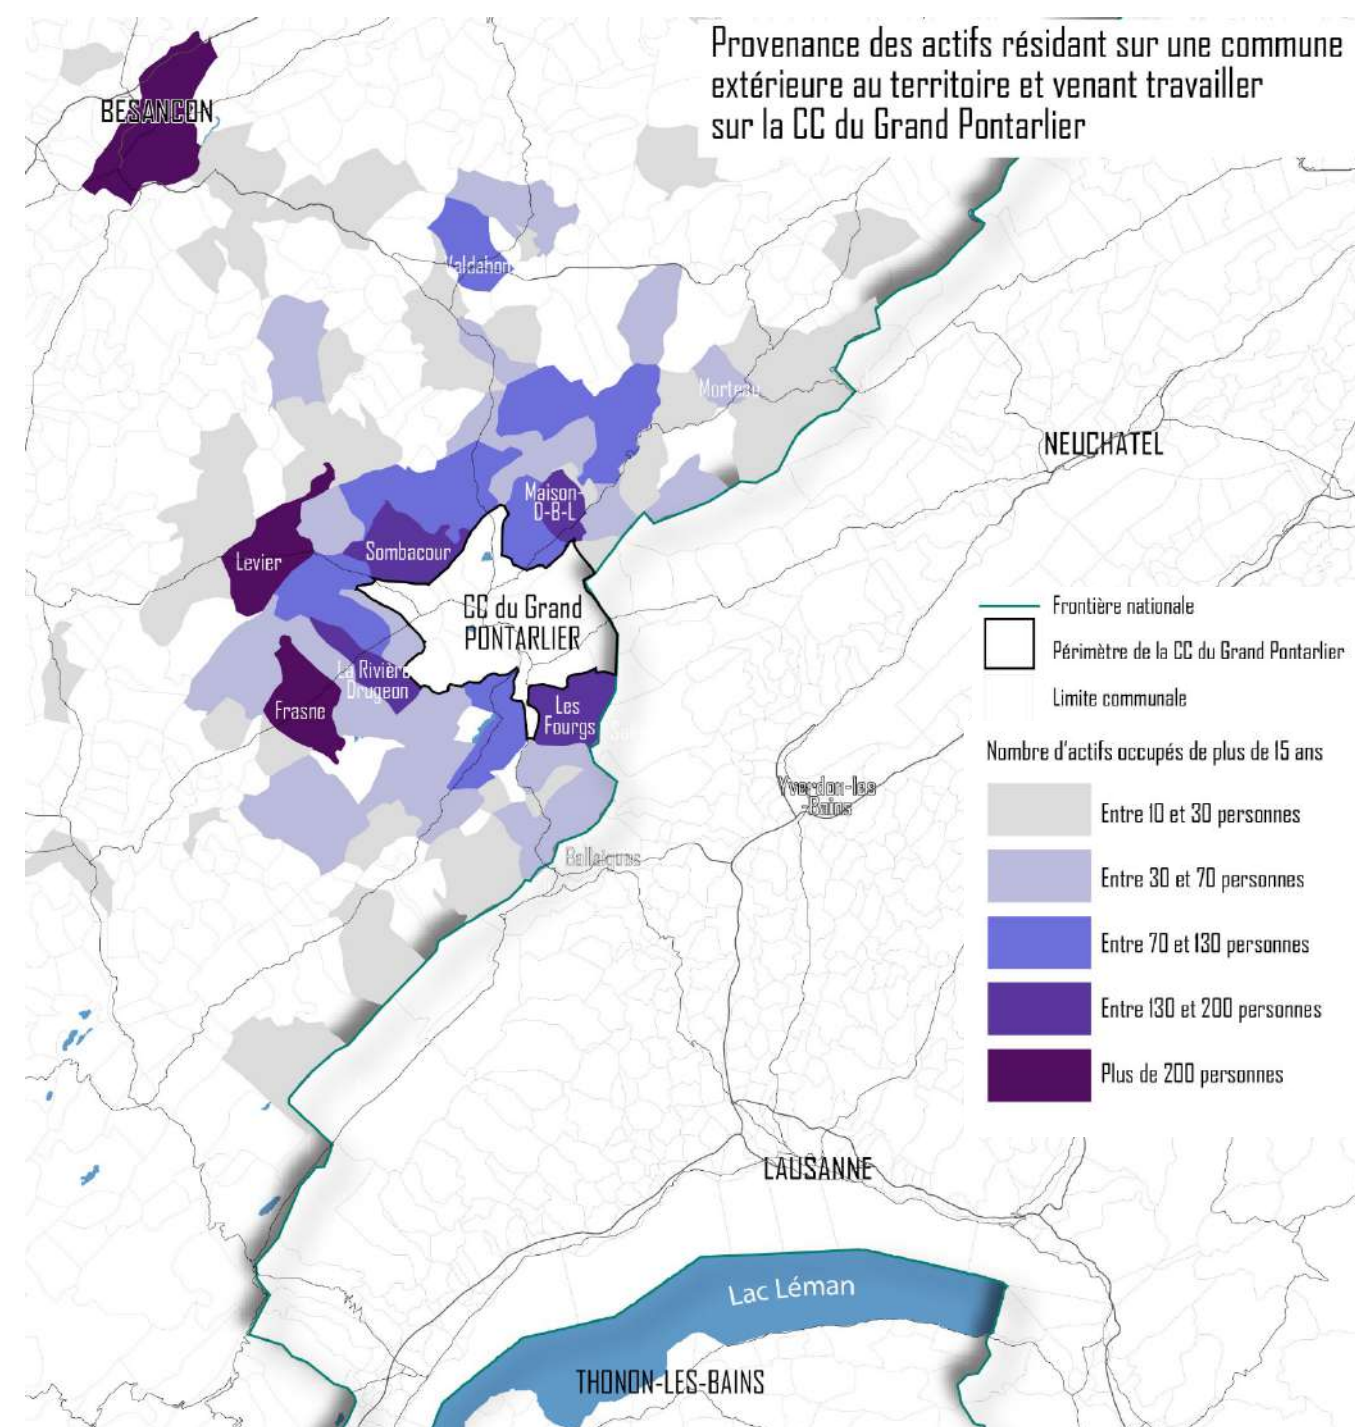 Provenance des actifs résidant sur une commune
extérieure au territoire et venant travailler
sur la CC du Grand Pontarlier
BESANCON
Valdahon
Morteau
NEUCHATEL
Maison-
D-B-L
Sombacour
Levier
CC du Grand
PONTARLIER
La Rivière
Drugeon
Frasne
Les
Fourgs
Yverdon-les
-Bains
Ballaigues
Frontière nationale
Périmètre de la CC du Grand Pontarlier
Limite communale
Nombre d'actifs occupés de plus de 15 ans
Entre 10 et 30 personnes
Entre 30 et 70 personnes
Entre 70 et 130 personnes
Entre 130 et 200 personnes
Plus de 200 personnes
LAUSANNE
Lac Léman
THONON-LES-BAINS